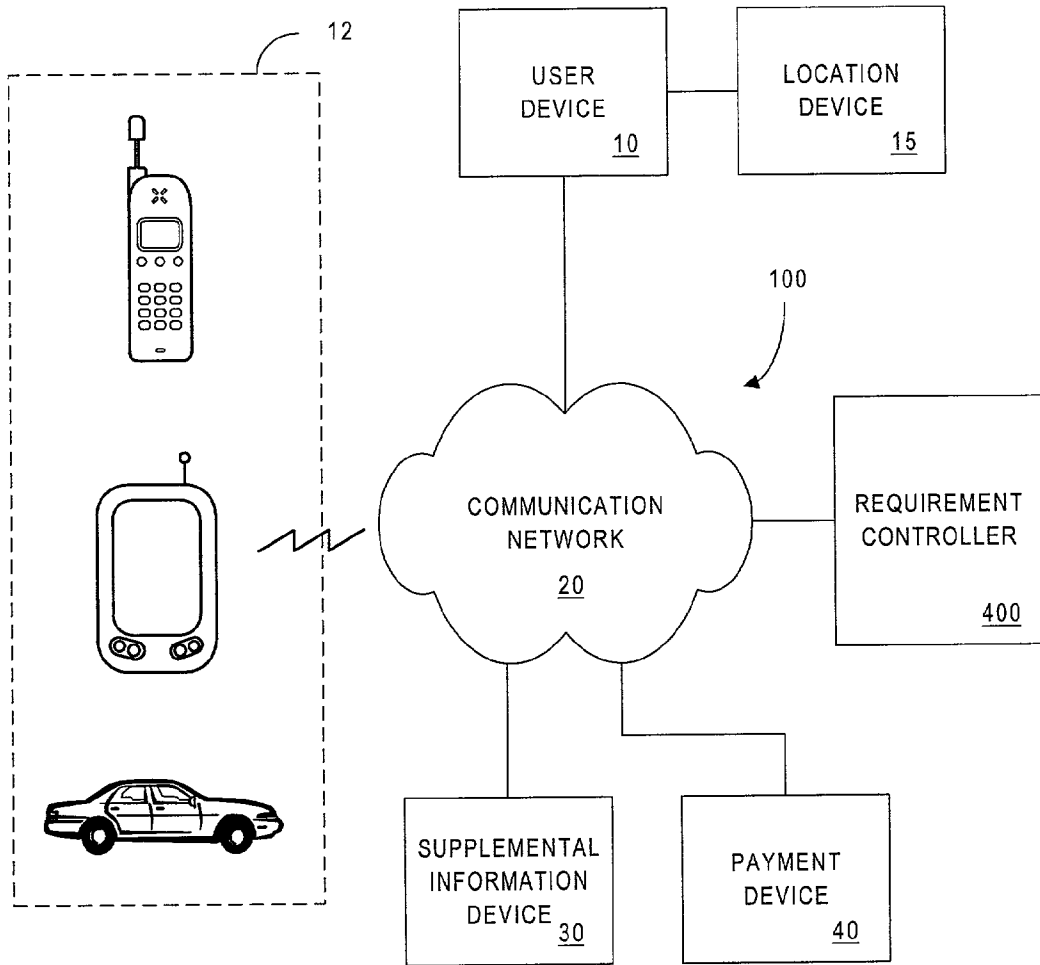 12
USER
DEVICE
10
LOCATION
DEVICE
15
100
COMMUNICATION
NETWORK
20
REQUIREMENT
CONTROLLER
400
SUPPLEMENTAL
INFORMATION
DEVICE
30
PAYMENT
DEVICE
40